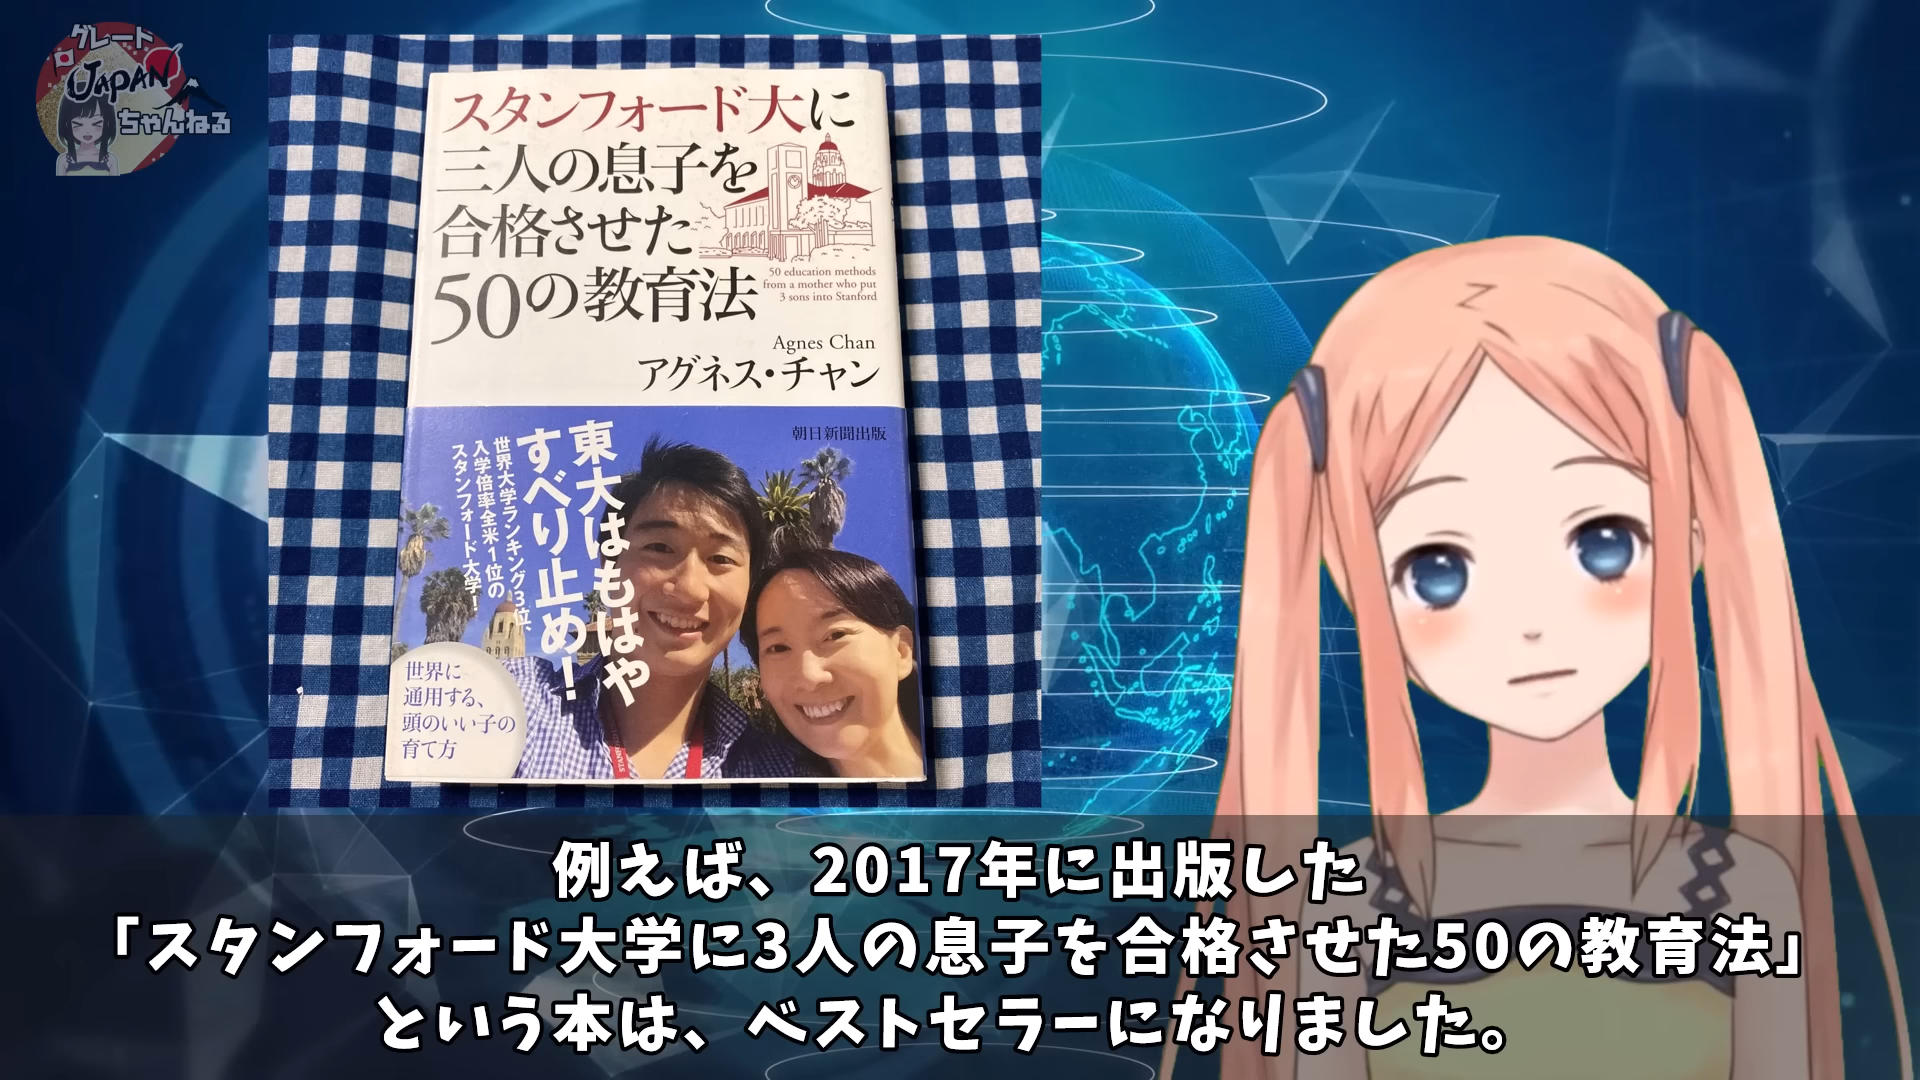 グレート
JAPAN
ちゃんねる
スタンフォード大に
三人の息子を
合格させた
50の教育法
50 education methods
from a mother who put
3 sons into Stanford
Agnes Chan
アグネス・チャン
朝日新聞出版
東大はもはや
すべり止め!
世界大学ランキング3位、
入学倍率全米1位の
スタンフォード大学!
世界に
通用する、
頭のいい子の
育て方
例えば、2017年に出版した
「スタンフォード大学に3人の息子を合格させた50の教育法」
という本は、ベストセラーになりました。